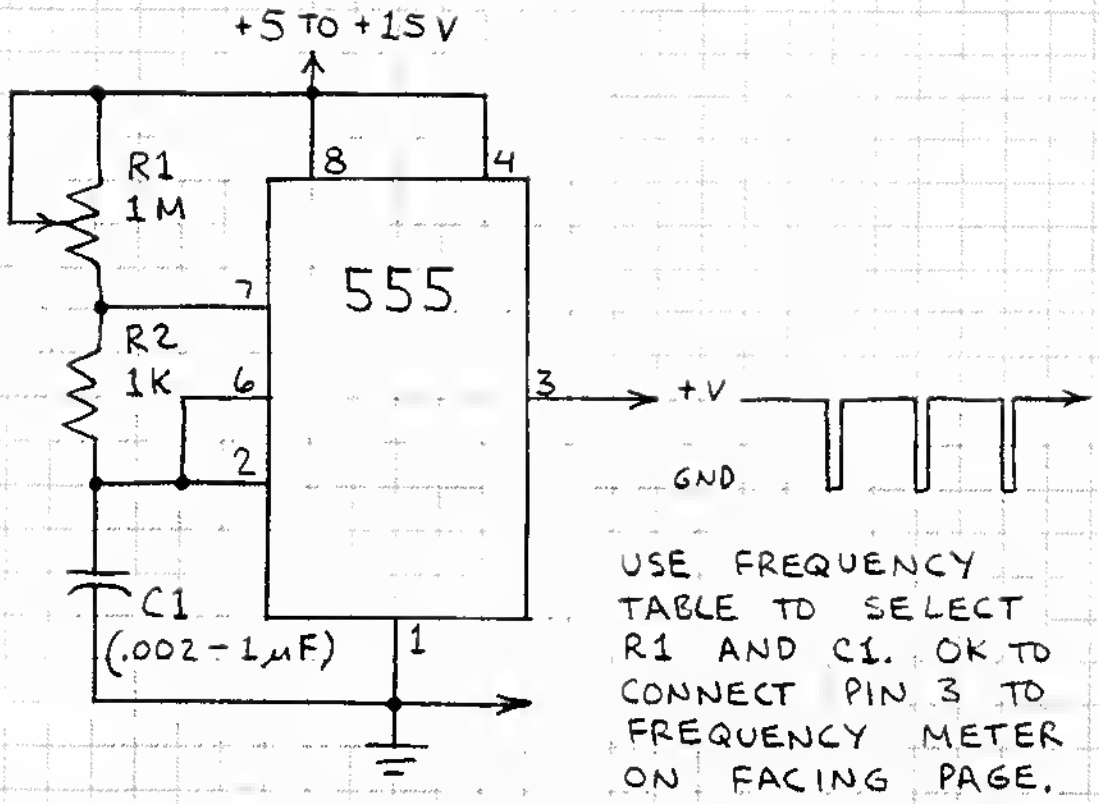 +5 TO +15V
8
4
R1
1M
555
7
R2
1K
6
3
+V
2
GND
C1
(.002-1µF)
1
USE FREQUENCY
TABLE TO SELECT
R1 AND C1. OK TO
CONNECT PIN 3 TO
FREQUENCY METER
ON FACING PAGE.